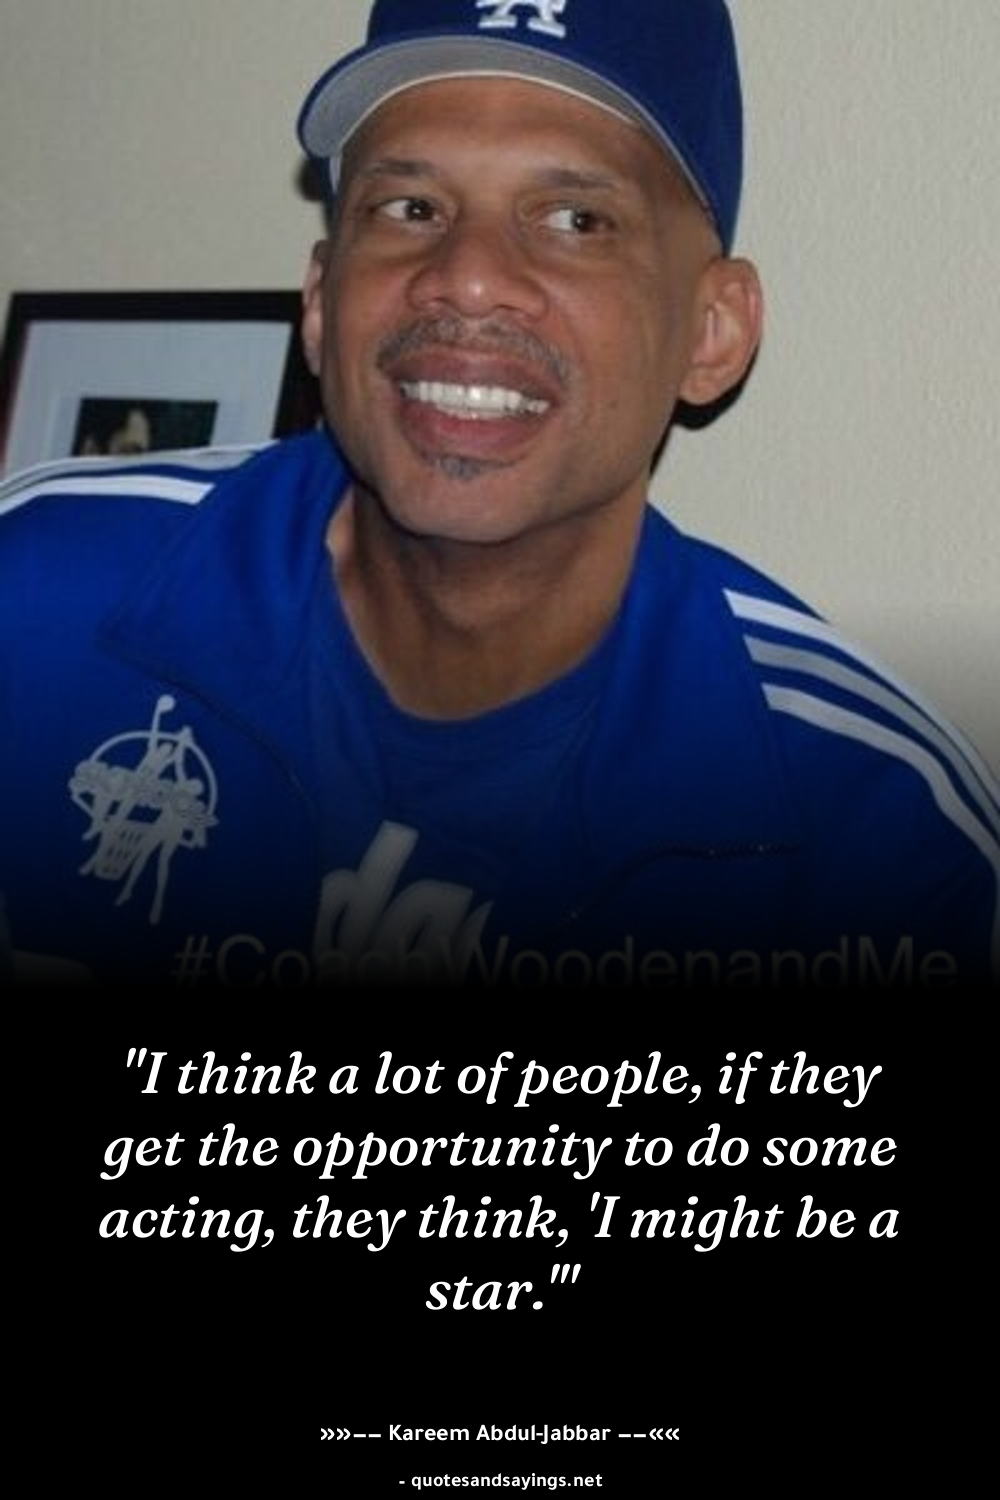 A
da
#CoachWoodenandMe
"I think a lot of people, if they
get the opportunity to do some
acting, they think, 'I might be a
star.'"
»»−− Kareem Abdul-Jabbar −−««
- quotesandsayings.net